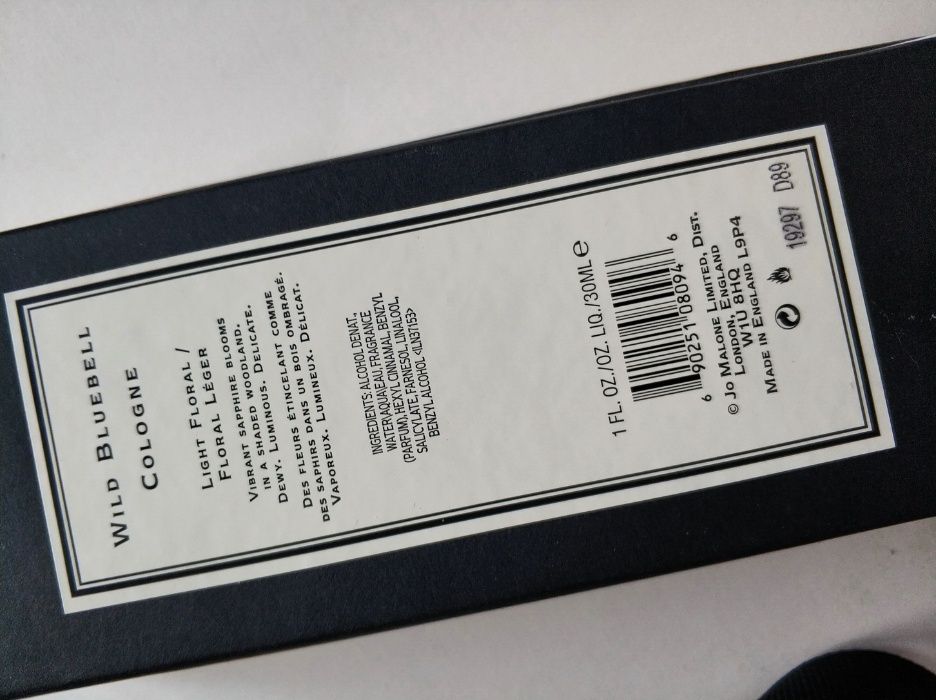 WILD BLUEBELL
COLOGNE
LIGHT FLORAL /
FLORAL LÉGER
VIBRANT SAPPHIRE BLOOMS
IN A SHADED WOODLAND.
DEWY. LUMINOUS. DELICATE.
DES FLEURS ÉTINCELANT COMME
DES SAPHIRS DANS UN BOIS OMBRAGÉ.
VAPOREUX. LUMINEUX. DÉLICAT.
INGREDIENTS: ALCOHOL DENAT.,
WATER\AQUA\EAU, FRAGRANCE
(PARFUM), HEXYL CINNAMAL, BENZYL
SALICYLATE, FARNESOL, LINALOOL,
BENZYL ALCOHOL <ILN37153>
1 FL. OZ./OZ. LIQ./30ML ℮
6 90251 08094 6
© JO MALONE LIMITED, DIST.
LONDON, ENGLAND
W1U 8HQ
MADE IN ENGLAND L9P4
19297 D89